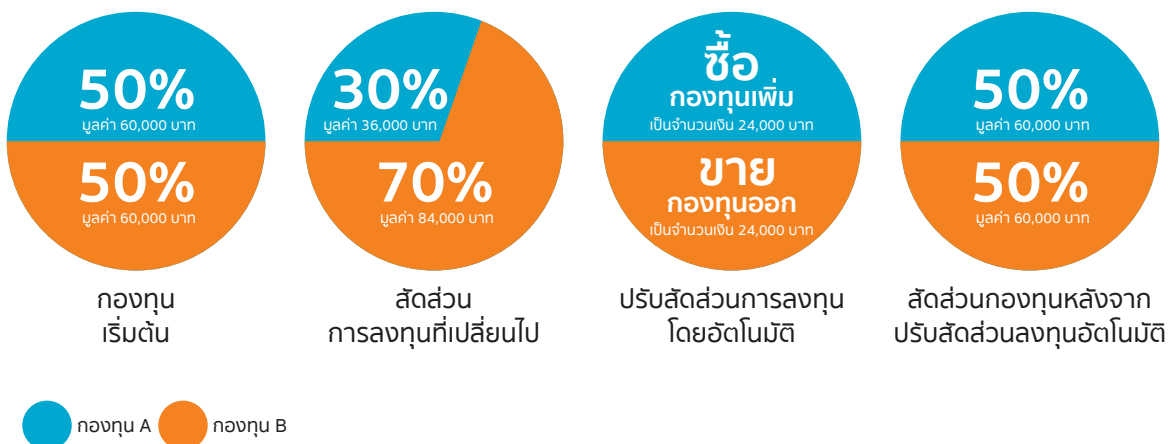 50%
มูลค่า 60,000 บาท
50%
มูลค่า 60,000 บาท
กองทุน
เริ่มต้น
30%
มูลค่า 36,000 บาท
70%
มูลค่า 84,000 บาท
สัดส่วน
การลงทุนที่เปลี่ยนไป
ซื้อ
กองทุนเพิ่ม
เป็นจำนวนเงิน 24,000 บาท
ขาย
กองทุนออก
เป็นจำนวนเงิน 24,000 บาท
ปรับสัดส่วนการลงทุน
โดยอัตโนมัติ
50%
มูลค่า 60,000 บาท
50%
มูลค่า 60,000 บาท
สัดส่วนกองทุนหลังจาก
ปรับสัดส่วนลงทุนอัตโนมัติ
กองทุน A
กองทุน B